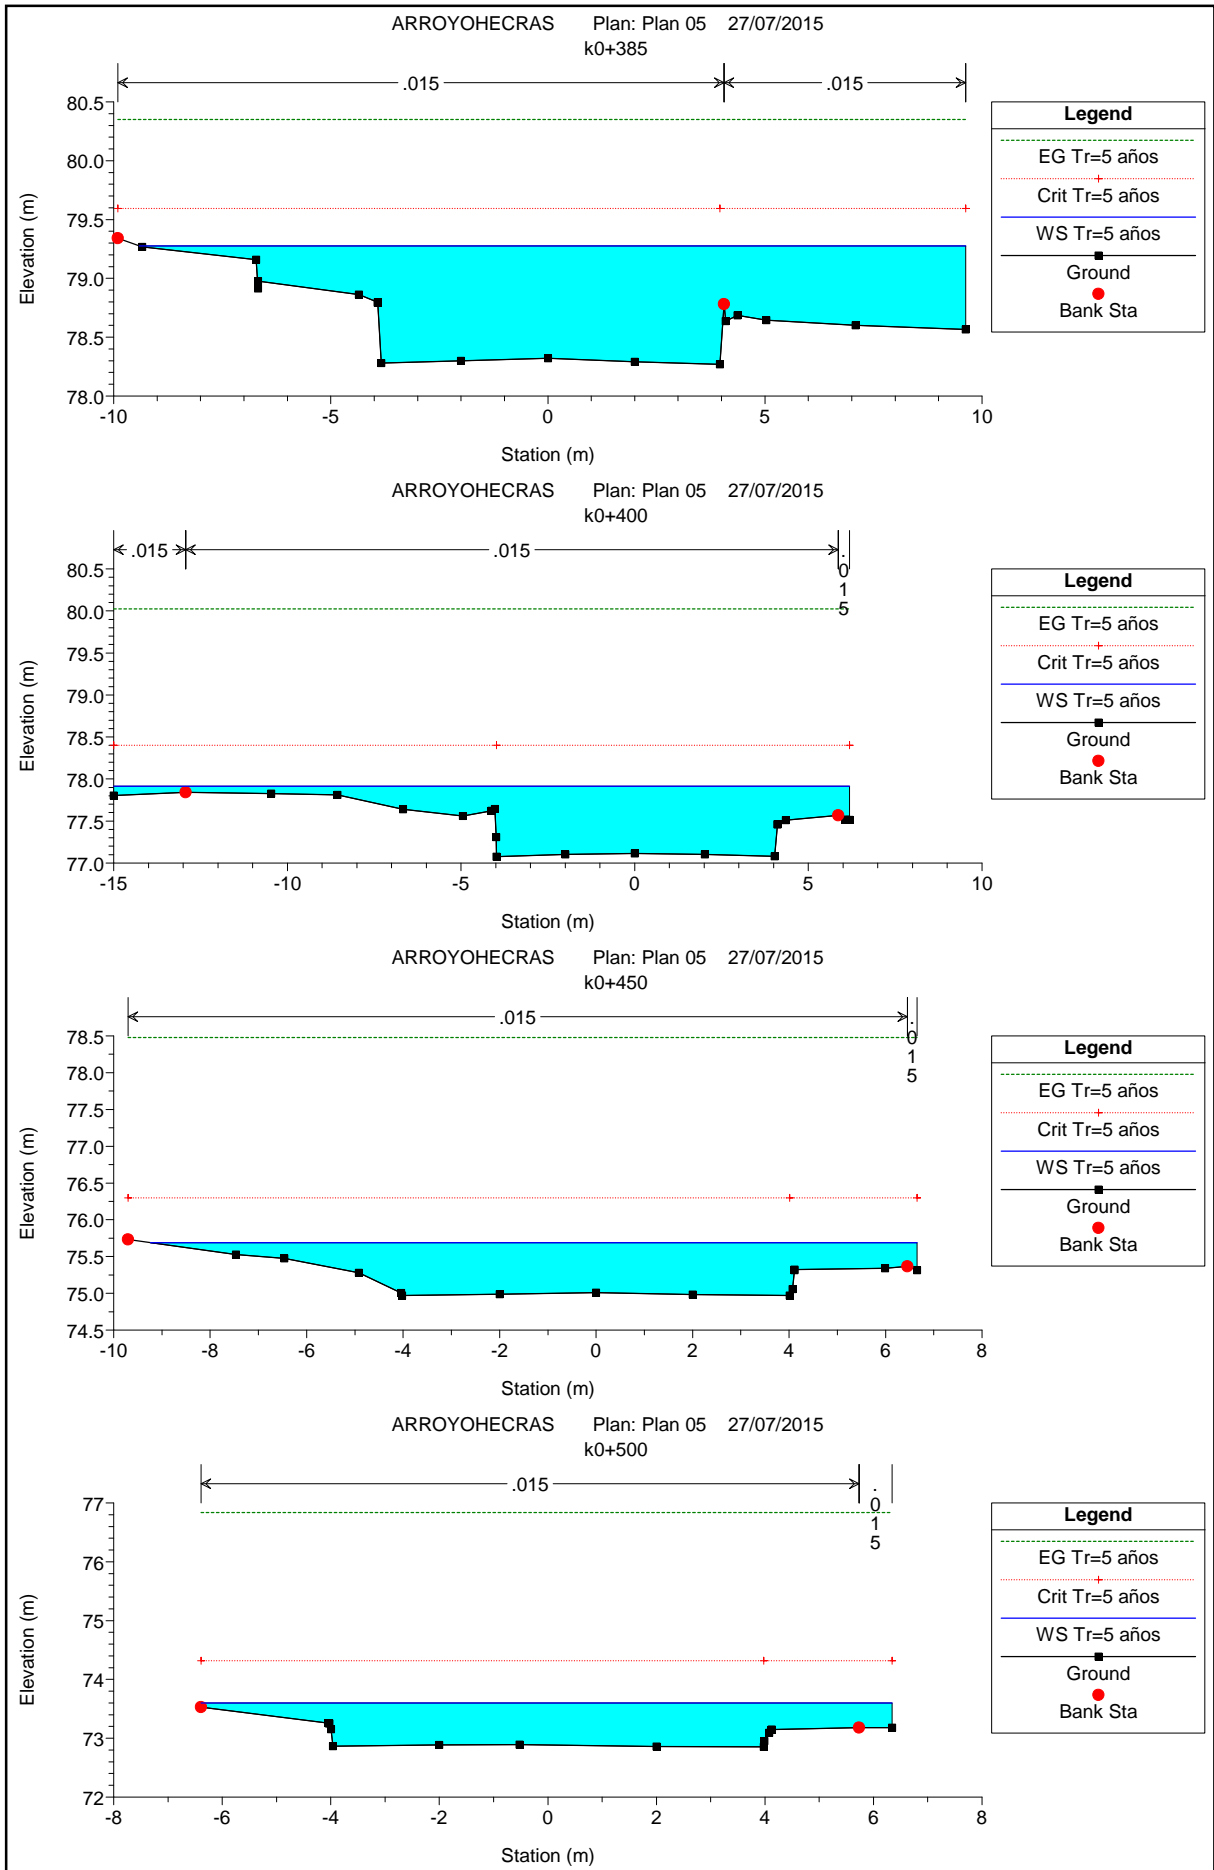 ARROYOHECRAS Plan: Plan 05 27/07/2015
k0+385
.015 .015
80.5
80.0
79.5
79.0
78.5
78.0
-10 -5 0 5 10
Station (m)
Elevation (m)
Legend
EG Tr=5 años
Crit Tr=5 años
WS Tr=5 años
Ground
Bank Sta
ARROYOHECRAS Plan: Plan 05 27/07/2015
k0+400
.015 .015 .015
80.5
80.0
79.5
79.0
78.5
78.0
77.5
77.0
-15 -10 -5 0 5 10
Station (m)
Elevation (m)
Legend
EG Tr=5 años
Crit Tr=5 años
WS Tr=5 años
Ground
Bank Sta
ARROYOHECRAS Plan: Plan 05 27/07/2015
k0+450
.015 .015
78.5
78.0
77.5
77.0
76.5
76.0
75.5
75.0
74.5
-10 -8 -6 -4 -2 0 2 4 6 8
Station (m)
Elevation (m)
Legend
EG Tr=5 años
Crit Tr=5 años
WS Tr=5 años
Ground
Bank Sta
ARROYOHECRAS Plan: Plan 05 27/07/2015
k0+500
.015 .015
77
76
75
74
73
72
-8 -6 -4 -2 0 2 4 6 8
Station (m)
Elevation (m)
Legend
EG Tr=5 años
Crit Tr=5 años
WS Tr=5 años
Ground
Bank Sta